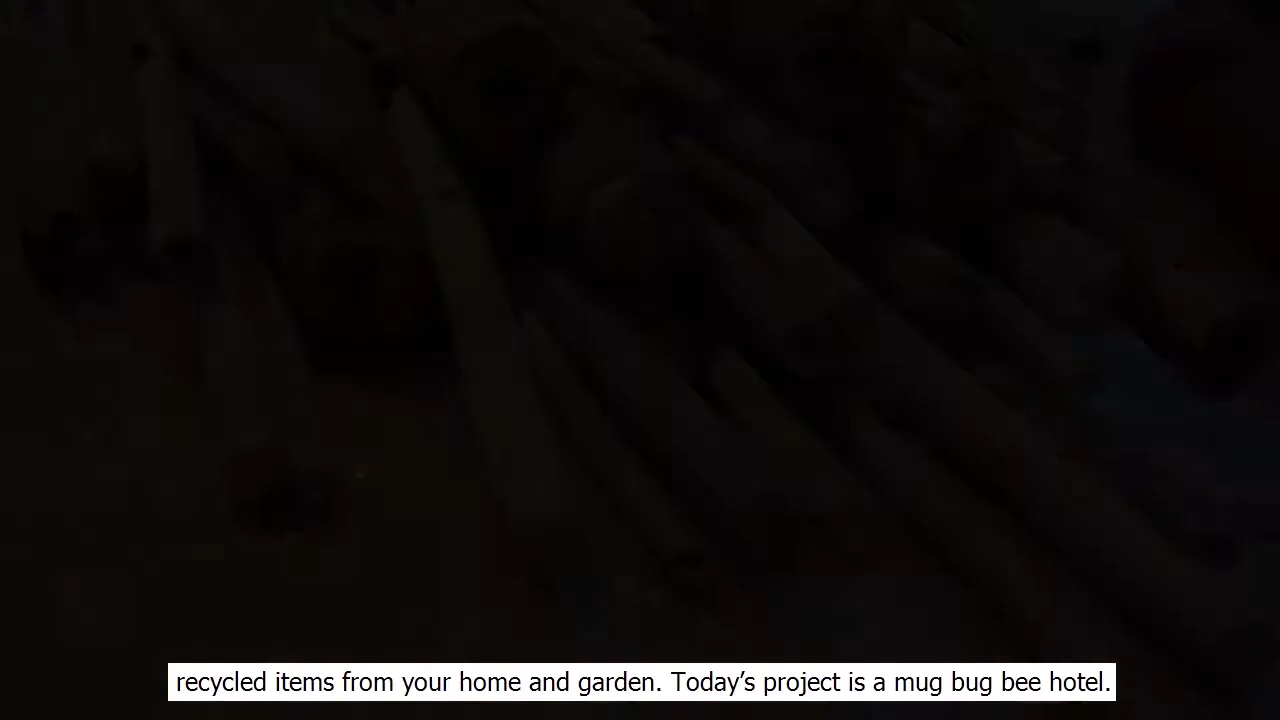 recycled items from your home and garden. Today’s project is a mug bug bee hotel.